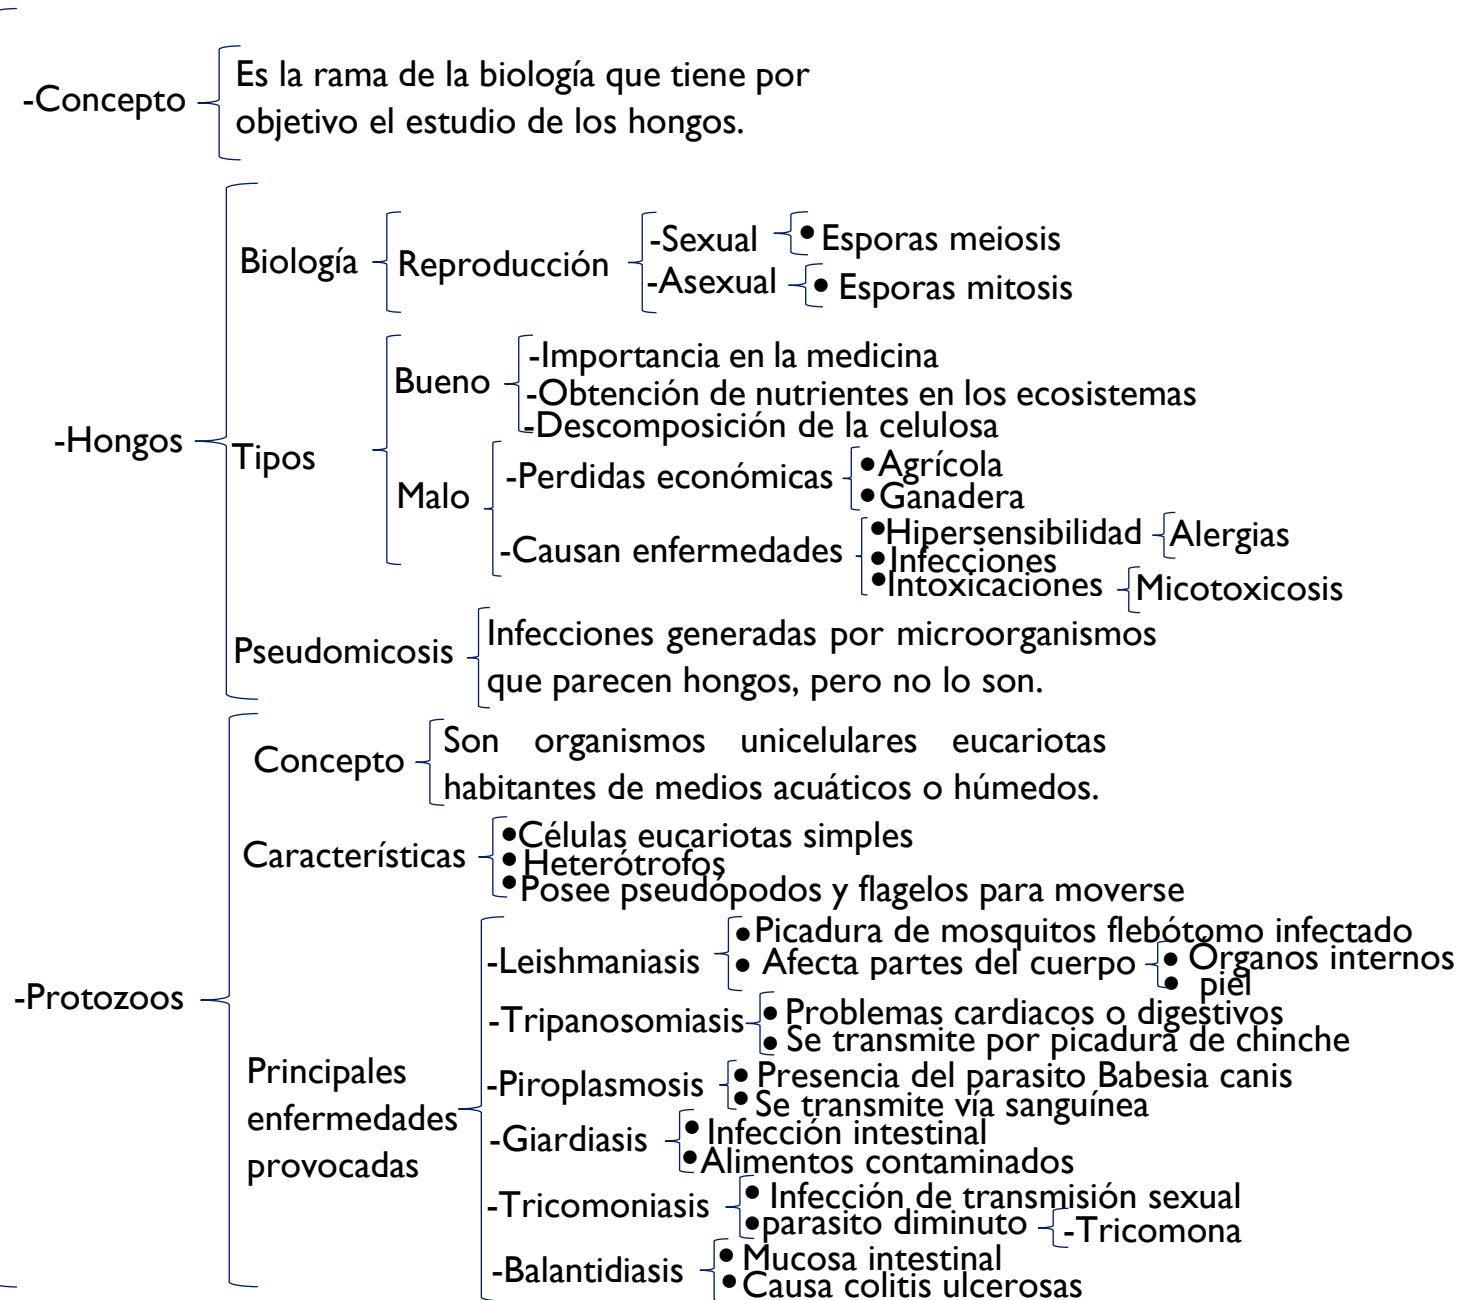 -Concepto
Es la rama de la biología que tiene por
objetivo el estudio de los hongos.
-Hongos
Biología
Reproducción
-Sexual
• Esporas meiosis
-Asexual
• Esporas mitosis
Tipos
Bueno
-Importancia en la medicina
-Obtención de nutrientes en los ecosistemas
-Descomposición de la celulosa
Malo
-Perdidas económicas
•Agrícola
•Ganadera
-Causan enfermedades
•Hipersensibilidad
Alergias
•Infecciones
•Intoxicaciones
Micotoxicosis
Pseudomicosis
Infecciones generadas por microorganismos
que parecen hongos, pero no lo son.
-Protozoos
Concepto
Son organismos unicelulares eucariotas
habitantes de medios acuáticos o húmedos.
Características
•Células eucariotas simples
• Heterótrofos
•Posee pseudópodos y flagelos para moverse
Principales
enfermedades
provocadas
-Leishmaniasis
•Picadura de mosquitos flebótomo infectado
• Afecta partes del cuerpo
• Órganos internos
• piel
-Tripanosomiasis
• Problemas cardiacos o digestivos
• Se transmite por picadura de chinche
-Piroplasmosis
• Presencia del parasito Babesia canis
• Se transmite vía sanguínea
-Giardiasis
• Infección intestinal
•Alimentos contaminados
-Tricomoniasis
• Infección de transmisión sexual
•parasito diminuto
-Tricomona
-Balantidiasis
• Mucosa intestinal
• Causa colitis ulcerosas